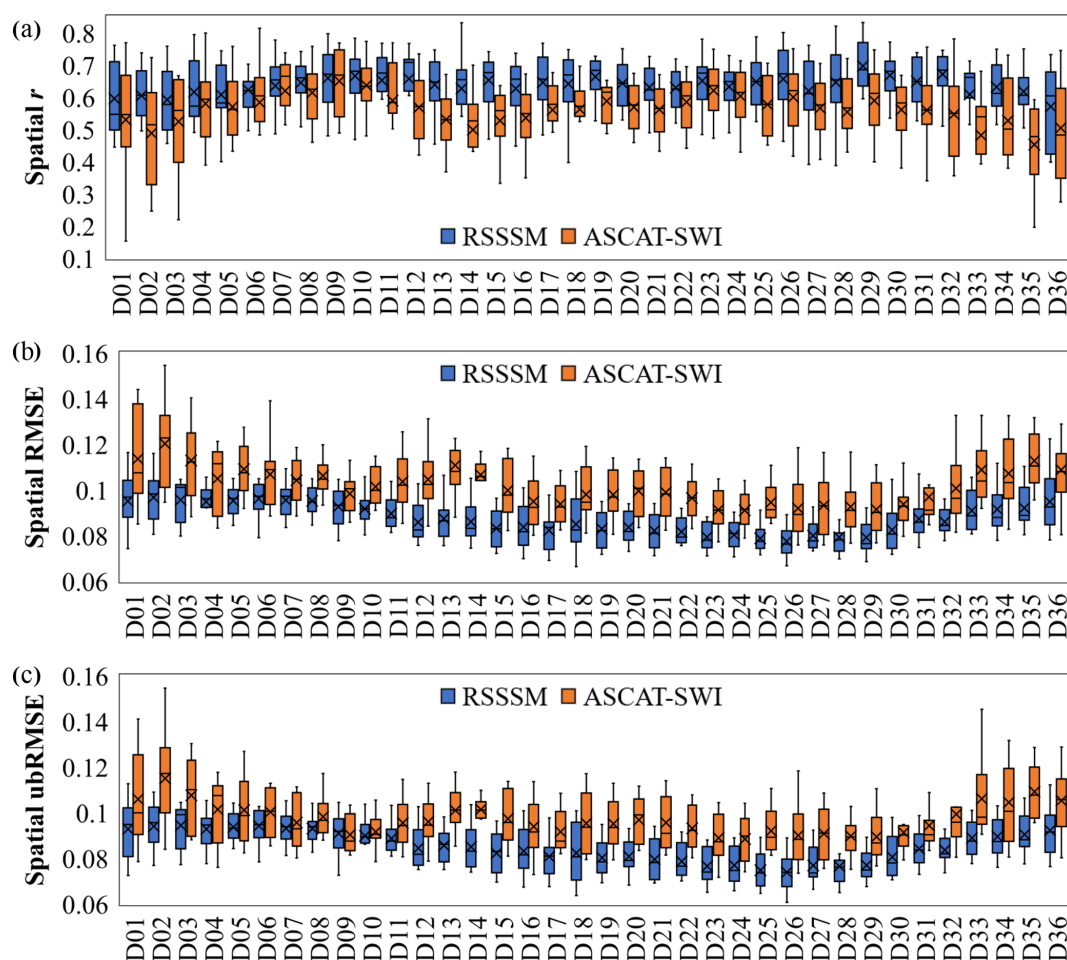 (a)
Spatial r
0.8
0.7
0.6
0.5
0.4
0.3
0.2
0.1
RSSSM ASCAT-SWI
D01 D02 D03 D04 D05 D06 D07 D08 D09 D10 D11 D12 D13 D14 D15 D16 D17 D18 D19 D20 D21 D22 D23 D24 D25 D26 D27 D28 D29 D30 D31 D32 D33 D34 D35 D36
(b)
Spatial RMSE
0.16
0.14
0.12
0.1
0.08
0.06
RSSSM ASCAT-SWI
D01 D02 D03 D04 D05 D06 D07 D08 D09 D10 D11 D12 D13 D14 D15 D16 D17 D18 D19 D20 D21 D22 D23 D24 D25 D26 D27 D28 D29 D30 D31 D32 D33 D34 D35 D36
(c)
Spatial ubRMSE
0.16
0.14
0.12
0.1
0.08
0.06
RSSSM ASCAT-SWI
D01 D02 D03 D04 D05 D06 D07 D08 D09 D10 D11 D12 D13 D14 D15 D16 D17 D18 D19 D20 D21 D22 D23 D24 D25 D26 D27 D28 D29 D30 D31 D32 D33 D34 D35 D36